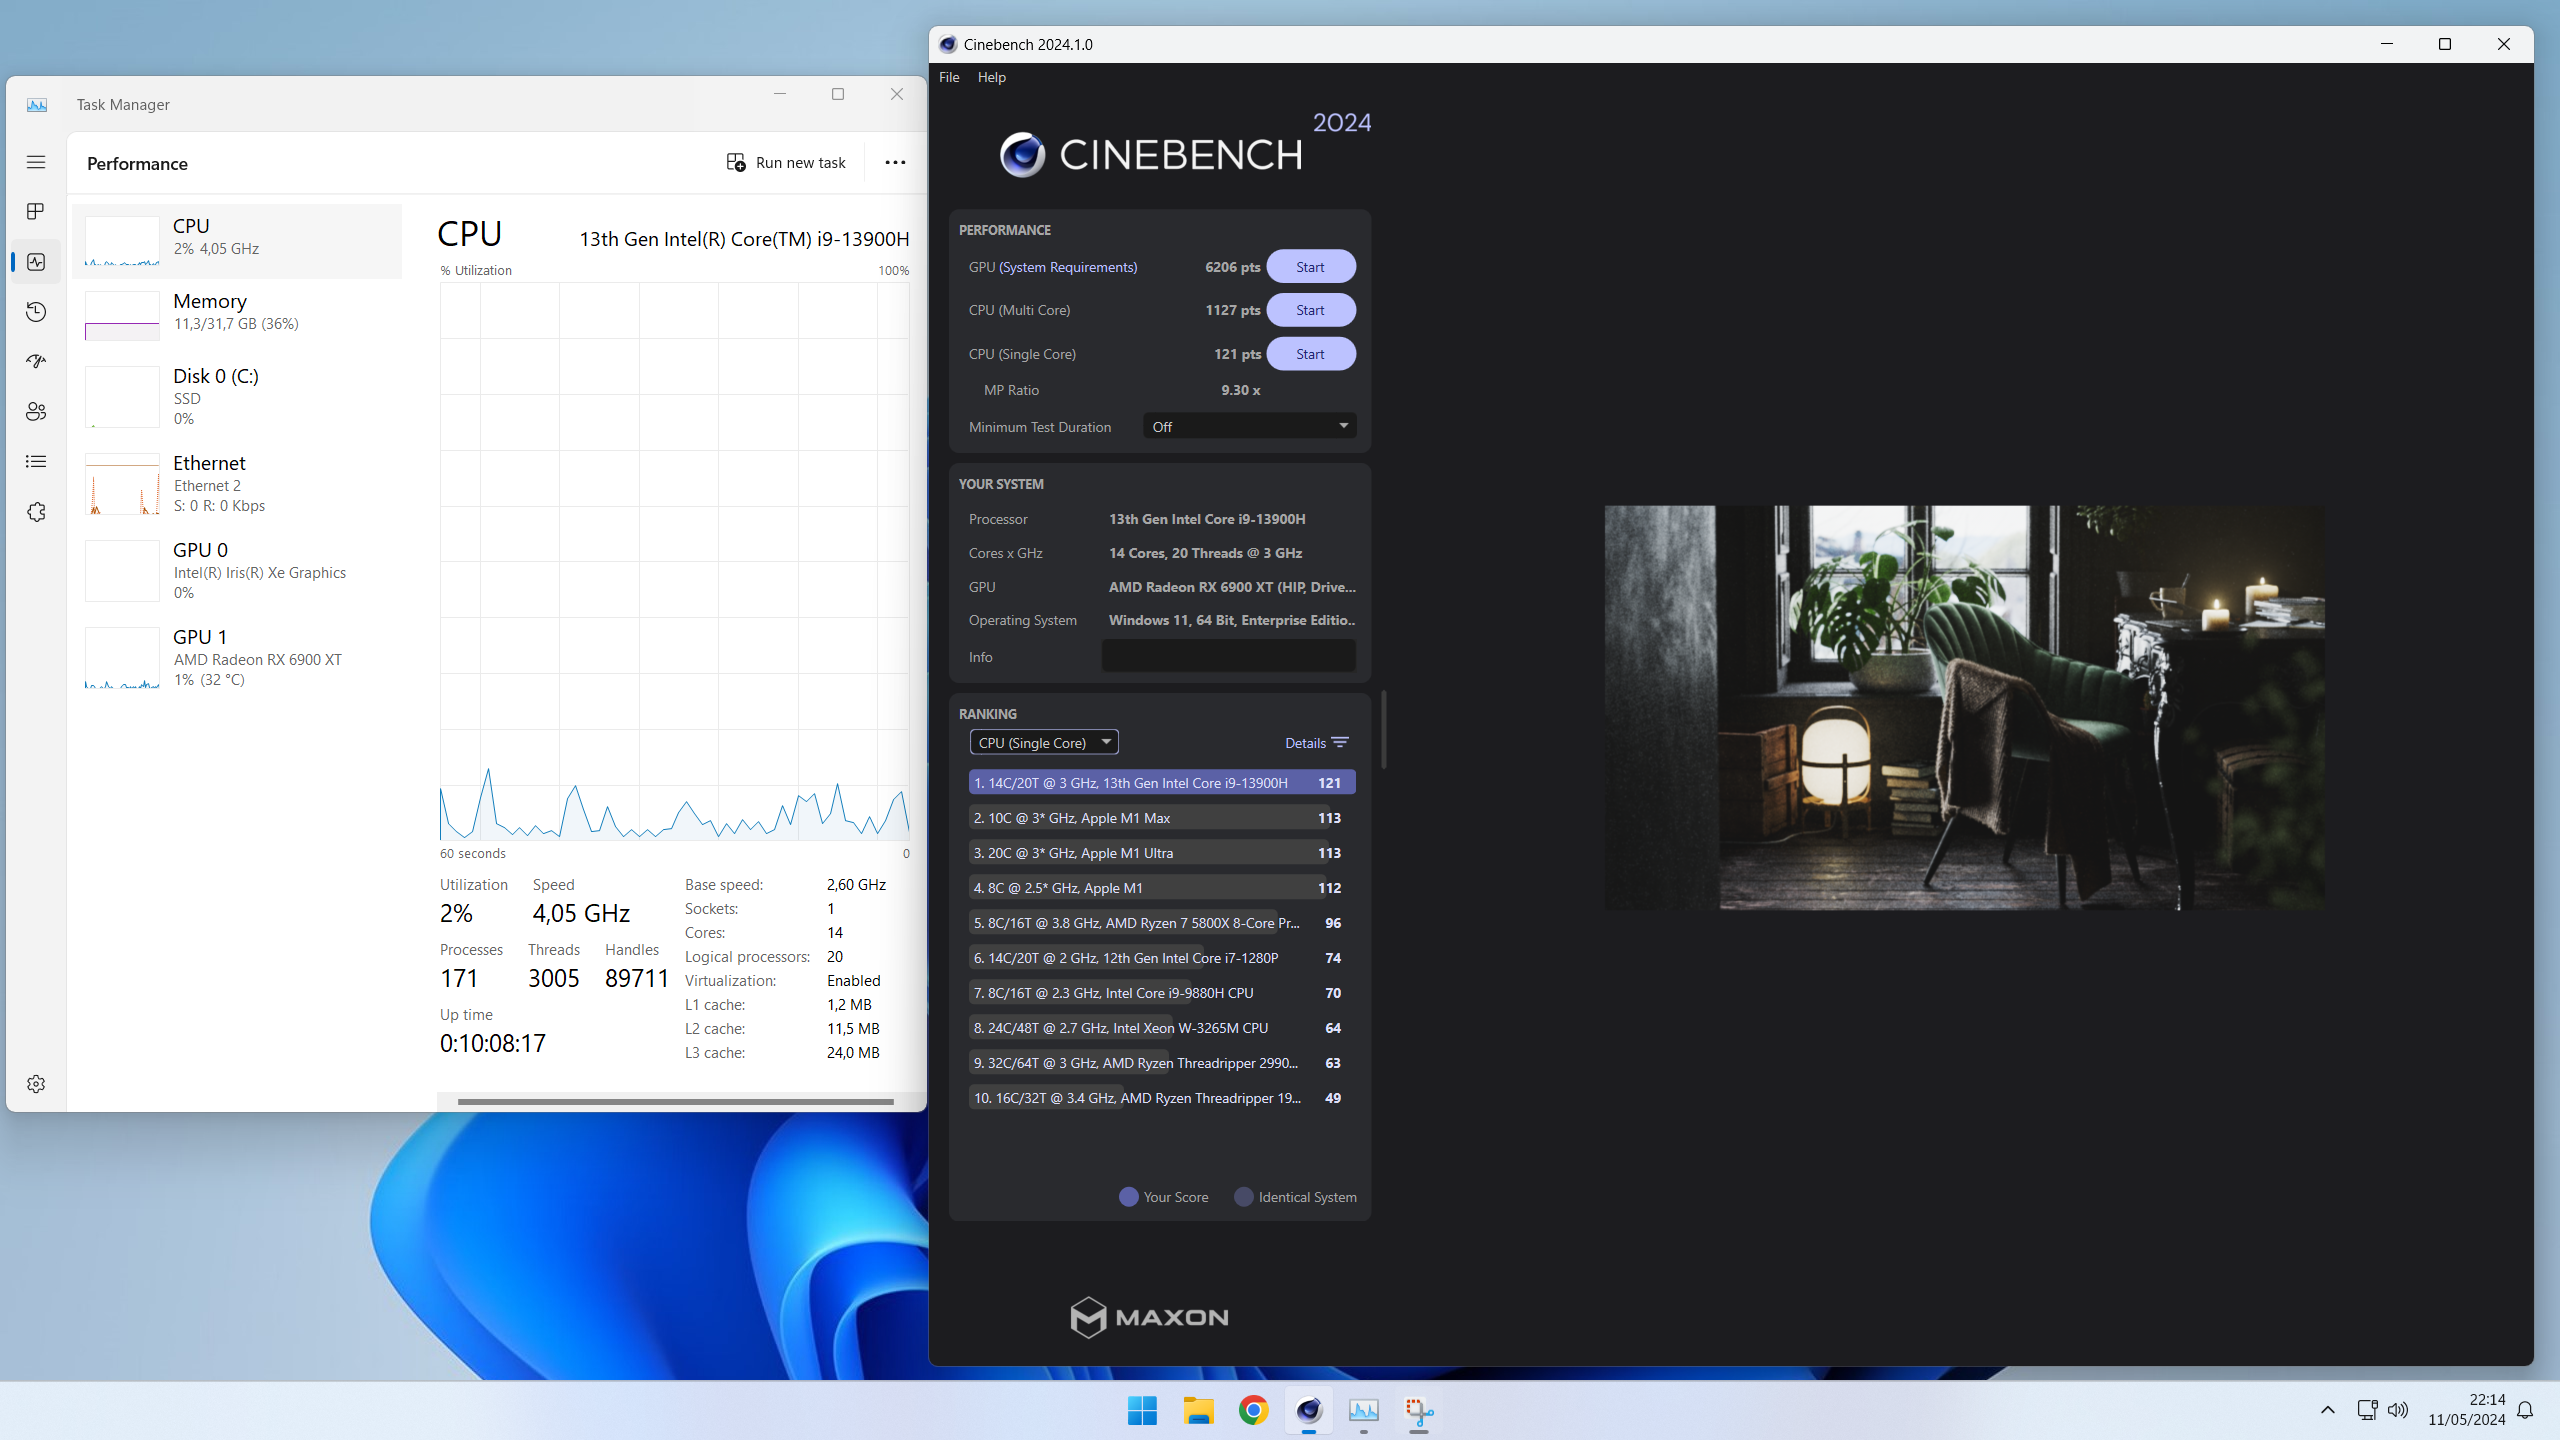 Task Manager
Performance
Run new task
CPU
2% 4,05 GHz
Memory
11,3/31,7 GB (36%)
Disk 0 (C:)
SSD
0%
Ethernet
Ethernet 2
S: 0 R: 0 Kbps
GPU 0
Intel(R) Iris(R) Xe Graphics
0%
GPU 1
AMD Radeon RX 6900 XT
1% (32 °C)
CPU 13th Gen Intel(R) Core(TM) i9-13900H
% Utilization 100%
60 seconds 0
Utilization Speed
2% 4,05 GHz
Processes Threads Handles
171 3005 89711
Up time
0:10:08:17
Base speed: 2,60 GHz
Sockets: 1
Cores: 14
Logical processors: 20
Virtualization: Enabled
L1 cache: 1,2 MB
L2 cache: 11,5 MB
L3 cache: 24,0 MB
Cinebench 2024.1.0
File Help
CINEBENCH 2024
PERFORMANCE
GPU (System Requirements) 6206 pts Start
CPU (Multi Core) 1127 pts Start
CPU (Single Core) 121 pts Start
MP Ratio 9.30 x
Minimum Test Duration Off
YOUR SYSTEM
Processor 13th Gen Intel Core i9-13900H
Cores x GHz 14 Cores, 20 Threads @ 3 GHz
GPU AMD Radeon RX 6900 XT (HIP, Drive...
Operating System Windows 11, 64 Bit, Enterprise Editio..
Info
RANKING
CPU (Single Core) Details
1. 14C/20T @ 3 GHz, 13th Gen Intel Core i9-13900H 121
2. 10C @ 3* GHz, Apple M1 Max 113
3. 20C @ 3* GHz, Apple M1 Ultra 113
4. 8C @ 2.5* GHz, Apple M1 112
5. 8C/16T @ 3.8 GHz, AMD Ryzen 7 5800X 8-Core Pr... 96
6. 14C/20T @ 2 GHz, 12th Gen Intel Core i7-1280P 74
7. 8C/16T @ 2.3 GHz, Intel Core i9-9880H CPU 70
8. 24C/48T @ 2.7 GHz, Intel Xeon W-3265M CPU 64
9. 32C/64T @ 3 GHz, AMD Ryzen Threadripper 2990... 63
10. 16C/32T @ 3.4 GHz, AMD Ryzen Threadripper 19... 49
Your Score Identical System
MAXON
22:14
11/05/2024